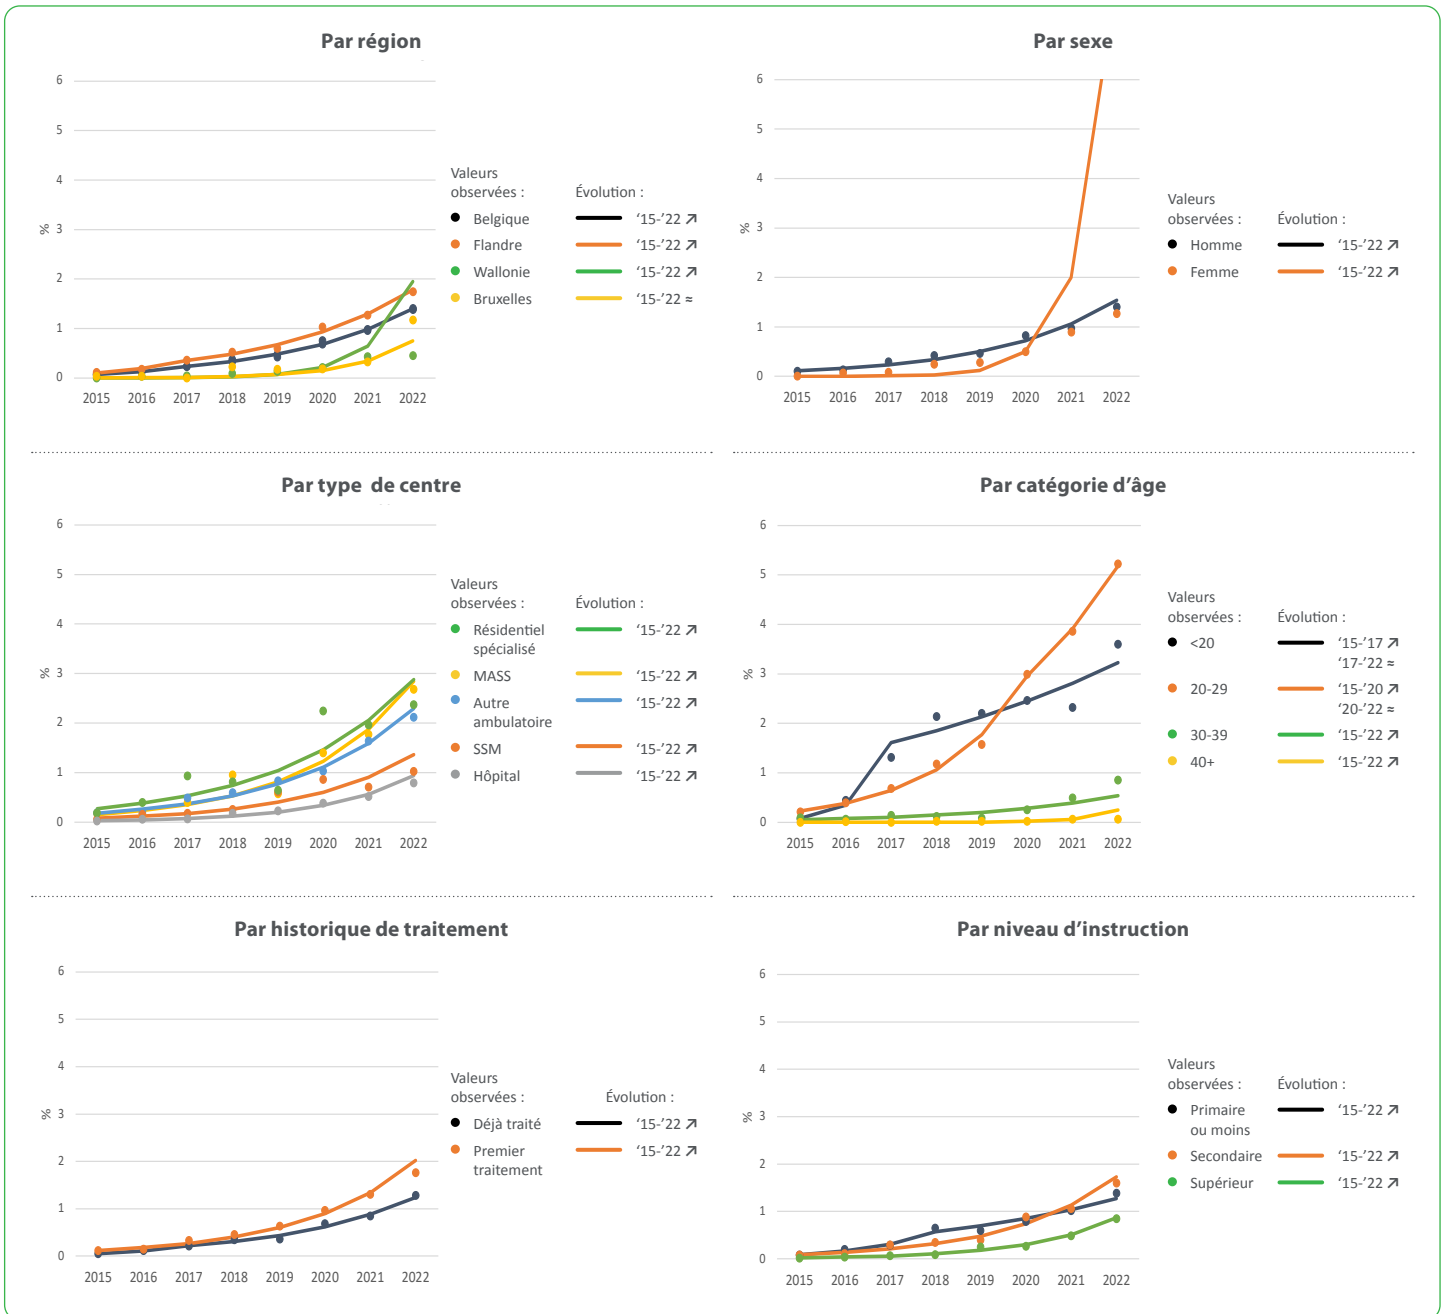 Par région
6
5
4
3
2
1
0
%
2015 2016 2017 2018 2019 2020 2021 2022
Valeurs
observées : Évolution :
Belgique ‘15-’22 ↗
Flandre ‘15-’22 ↗
Wallonie ‘15-’22 ↗
Bruxelles ‘15-’22 ≈
Par sexe
6
5
4
3
2
1
0
%
2015 2016 2017 2018 2019 2020 2021 2022
Valeurs
observées : Évolution :
Homme ‘15-’22 ↗
Femme ‘15-’22 ↗
Par type de centre
6
5
4
3
2
1
0
%
2015 2016 2017 2018 2019 2020 2021 2022
Valeurs
observées : Évolution :
Résidentiel ‘15-’22 ↗
spécialisé
MASS ‘15-’22 ↗
Autre ‘15-’22 ↗
ambulatoire
SSM ‘15-’22 ↗
Hôpital ‘15-’22 ↗
Par catégorie d’âge
6
5
4
3
2
1
0
%
2015 2016 2017 2018 2019 2020 2021 2022
Valeurs
observées : Évolution :
<20 ‘15-’17 ↗
‘17-’22 ≈
20-29 ‘15-’20 ↗
‘20-’22 ≈
30-39 ‘15-’22 ↗
40+ ‘15-’22 ↗
Par historique de traitement
6
5
4
3
2
1
0
%
2015 2016 2017 2018 2019 2020 2021 2022
Valeurs
observées : Évolution :
Déjà traité ‘15-’22 ↗
Premier ‘15-’22 ↗
traitement
Par niveau d’instruction
6
5
4
3
2
1
0
%
2015 2016 2017 2018 2019 2020 2021 2022
Valeurs
observées : Évolution :
Primaire ‘15-’22 ↗
ou moins
Secondaire ‘15-’22 ↗
Supérieur ‘15-’22 ↗